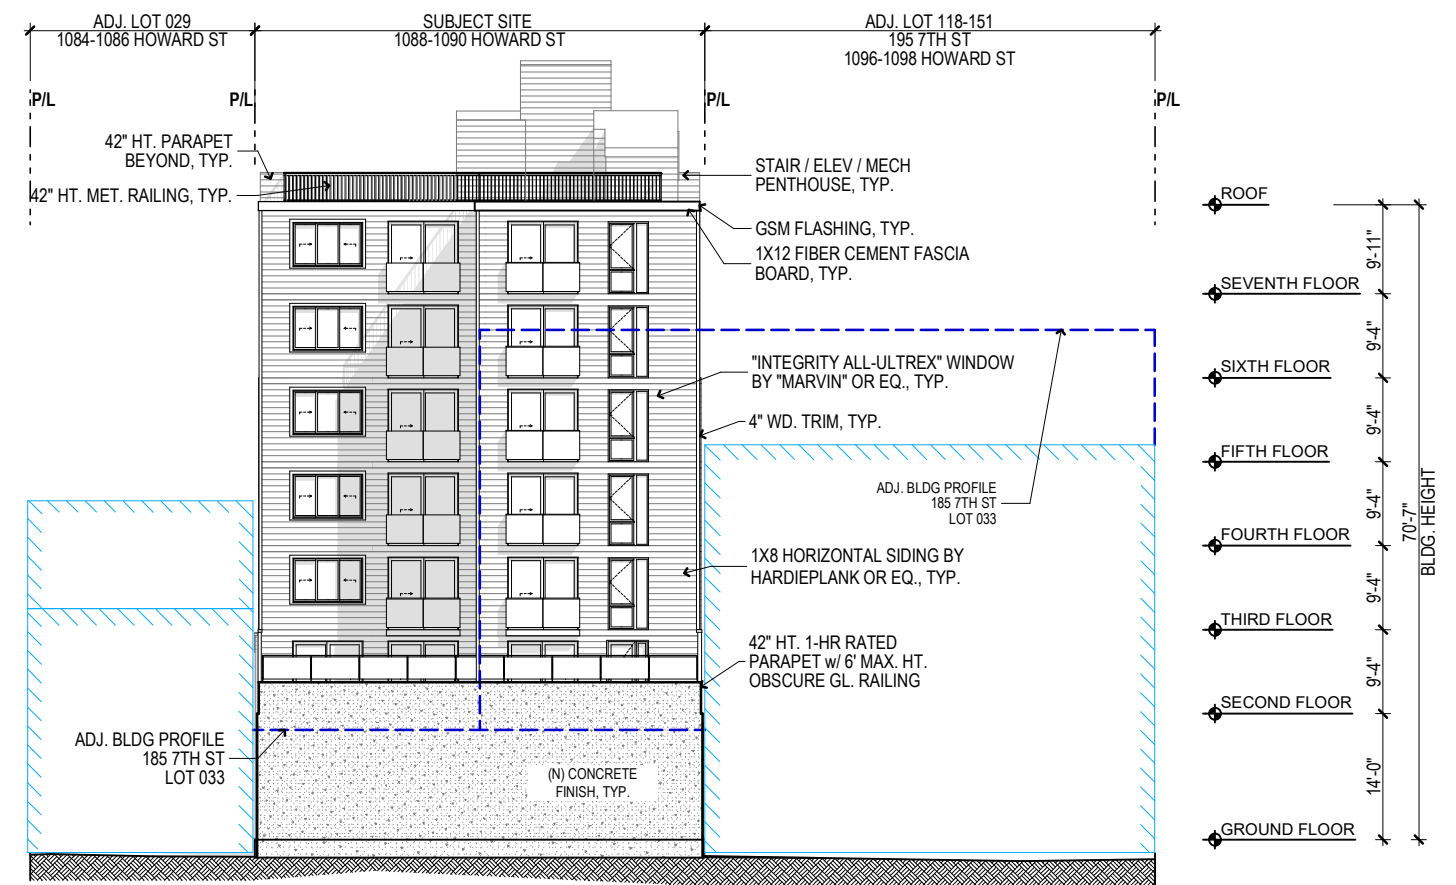 ADJ. LOT 029
1084-1086 HOWARD ST
SUBJECT SITE
1088-1090 HOWARD ST
ADJ. LOT 118-151
195 7TH ST
1096-1098 HOWARD ST
P/L
P/L
P/L
P/L
42" HT. PARAPET
BEYOND, TYP.
42" HT. MET. RAILING, TYP.
STAIR / ELEV / MECH
PENTHOUSE, TYP.
GSM FLASHING, TYP.
1X12 FIBER CEMENT FASCIA
BOARD, TYP.
"INTEGRITY ALL-ULTREX" WINDOW
BY "MARVIN" OR EQ., TYP.
4" WD. TRIM, TYP.
ADJ. BLDG PROFILE
185 7TH ST
LOT 033
1X8 HORIZONTAL SIDING BY
HARDIEPLANK OR EQ., TYP.
42" HT. 1-HR RATED
PARAPET w/ 6' MAX. HT.
OBSCURE GL. RAILING
ADJ. BLDG PROFILE
185 7TH ST
LOT 033
(N) CONCRETE
FINISH, TYP.
ROOF
SEVENTH FLOOR
SIXTH FLOOR
FIFTH FLOOR
FOURTH FLOOR
THIRD FLOOR
SECOND FLOOR
GROUND FLOOR
9'-11"
9'-4"
9'-4"
9'-4"
9'-4"
9'-4"
14'-0"
70'-7"
BLDG. HEIGHT